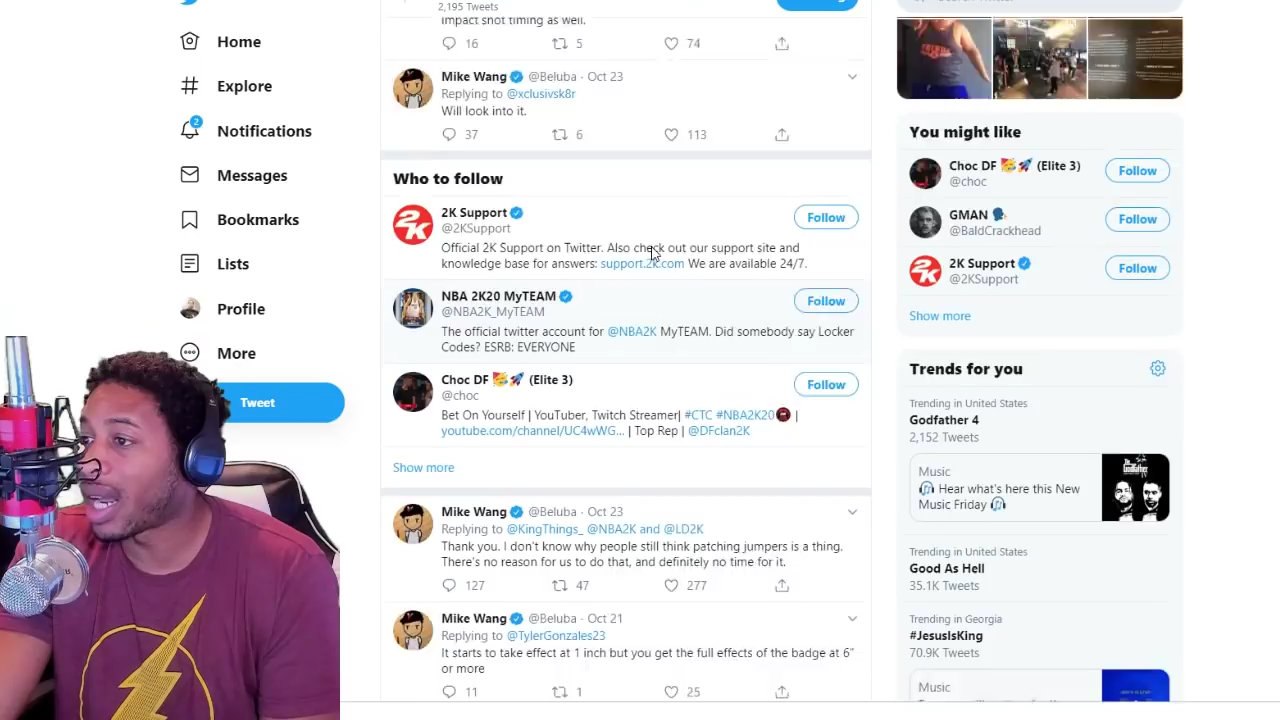 Home
Explore
2
Notifications
Messages
Bookmarks
Lists
Profile
More
Tweet
2,195 Tweets
impact shot timing as well.
16 5 74
Mike Wang @Beluba · Oct 23
Replying to @xclusivsk8r
Will look into it.
37 6 113
Who to follow
2K Support
@2KSupport
Follow
Official 2K Support on Twitter. Also check out our support site and
knowledge base for answers: support.2k.com We are available 24/7.
NBA 2K20 MyTEAM
@NBA2K_MyTEAM
Follow
The official twitter account for @NBA2K MyTEAM. Did somebody say Locker
Codes? ESRB: EVERYONE
Choc DF 🥳🚀 (Elite 3)
@choc
Follow
Bet On Yourself | YouTuber, Twitch Streamer| #CTC #NBA2K20 |
youtube.com/channel/UC4wWG... | Top Rep | @DFclan2K
Show more
Mike Wang @Beluba · Oct 23
Replying to @KingThings_ @NBA2K and @LD2K
Thank you. I don't know why people still think patching jumpers is a thing.
There's no reason for us to do that, and definitely no time for it.
127 47 277
Mike Wang @Beluba · Oct 21
Replying to @TylerGonzales23
It starts to take effect at 1 inch but you get the full effects of the badge at 6"
or more
11 1 25
You might like
Choc DF 🥳🚀 (Elite 3)
@choc
Follow
GMAN 🗣
@BaldCrackhead
Follow
2K Support
@2KSupport
Follow
Show more
Trends for you
Trending in United States
Godfather 4
2,152 Tweets
Music
🎧 Hear what's here this New
Music Friday 🎧
Trending in United States
Good As Hell
35.1K Tweets
Trending in Georgia
#JesusIsKing
70.9K Tweets
Music